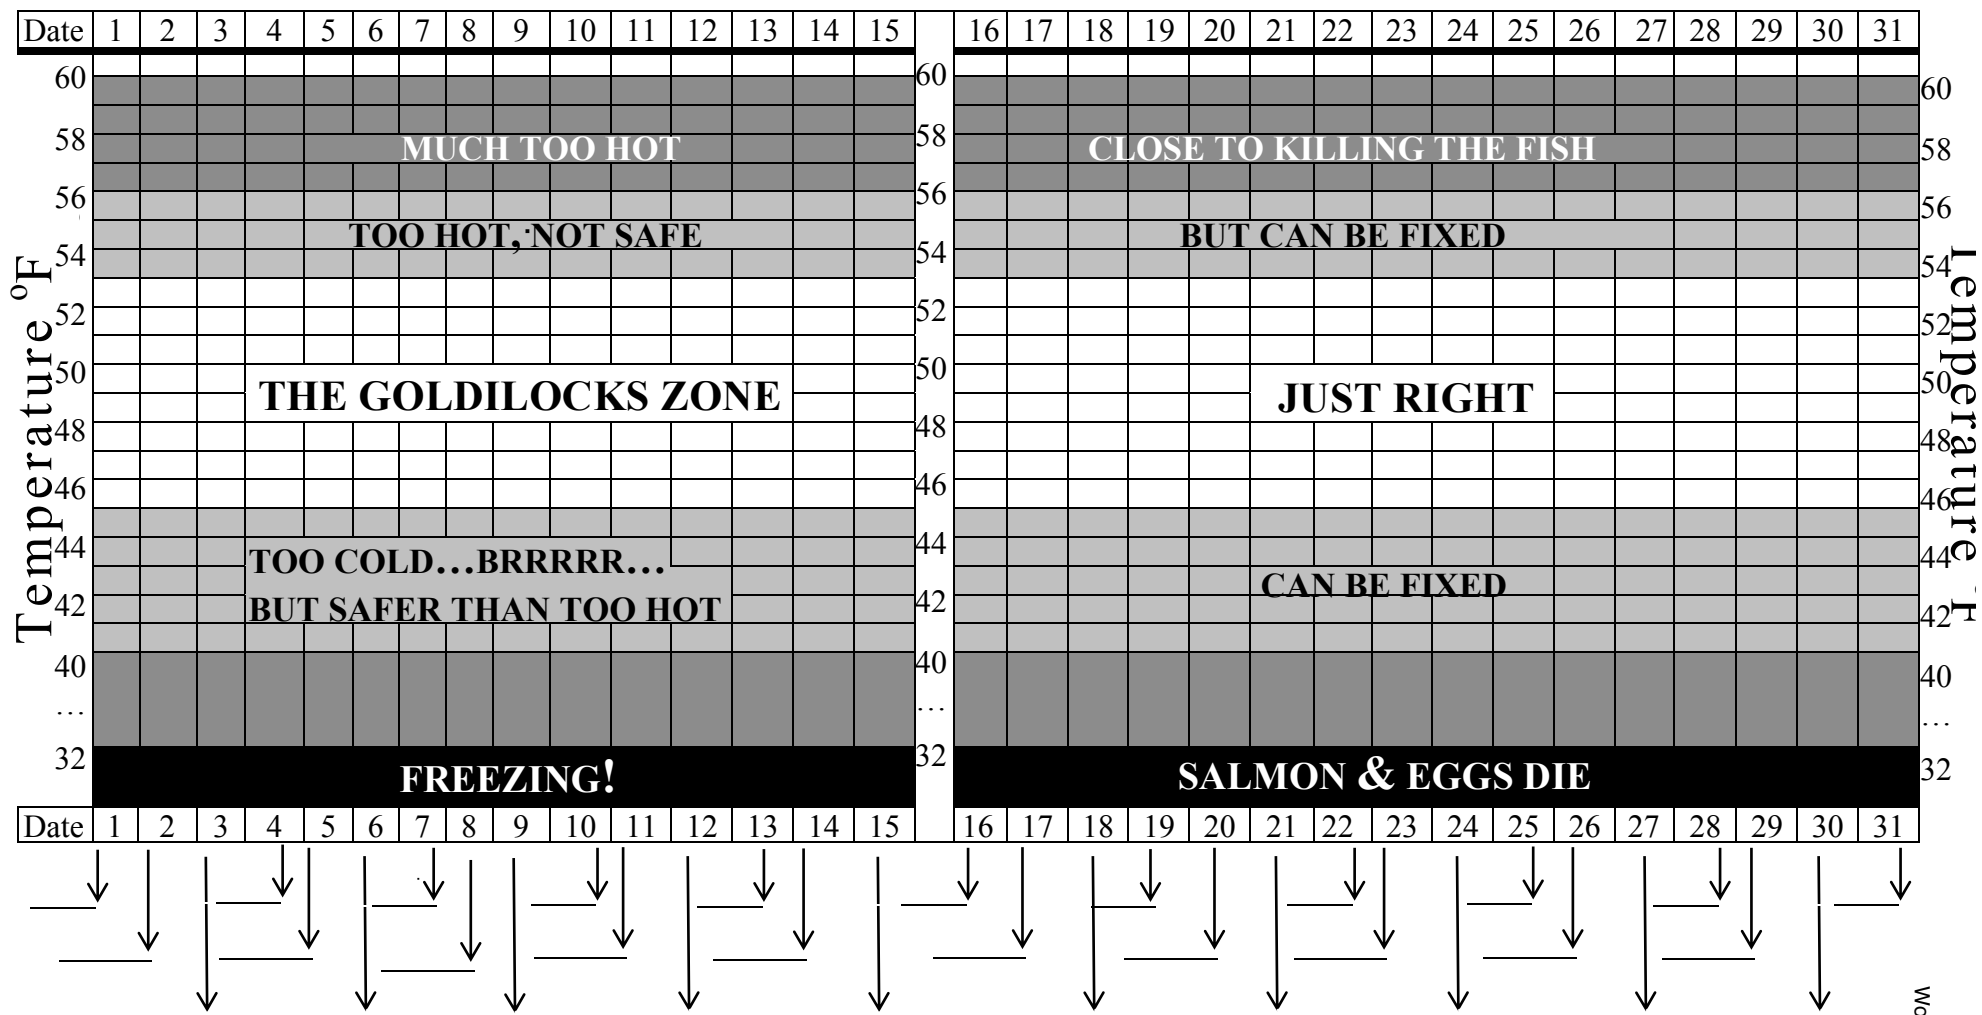 Date 1 2 3 4 5 6 7 8 9 10 11 12 13 14 15 16 17 18 19 20 21 22 23 24 25 26 27 28 29 30 31
60 60 60
58 MUCH TOO HOT 58 CLOSE TO KILLING THE FISH 58
56 56 56
TOO HOT, NOT SAFE BUT CAN BE FIXED
54 54 54
52 52 52
50 50 50
THE GOLDILOCKS ZONE JUST RIGHT
48 48 48
46 46 46
44 44 44
TOO COLD…BRRRRR…
CAN BE FIXED
42 BUT SAFER THAN TOO HOT 42 42
40 40 40
… … …
32 FREEZING! 32 SALMON & EGGS DIE 32
Date 1 2 3 4 5 6 7 8 9 10 11 12 13 14 15 16 17 18 19 20 21 22 23 24 25 26 27 28 29 30 31
Temperature ºF
Temperature ºF